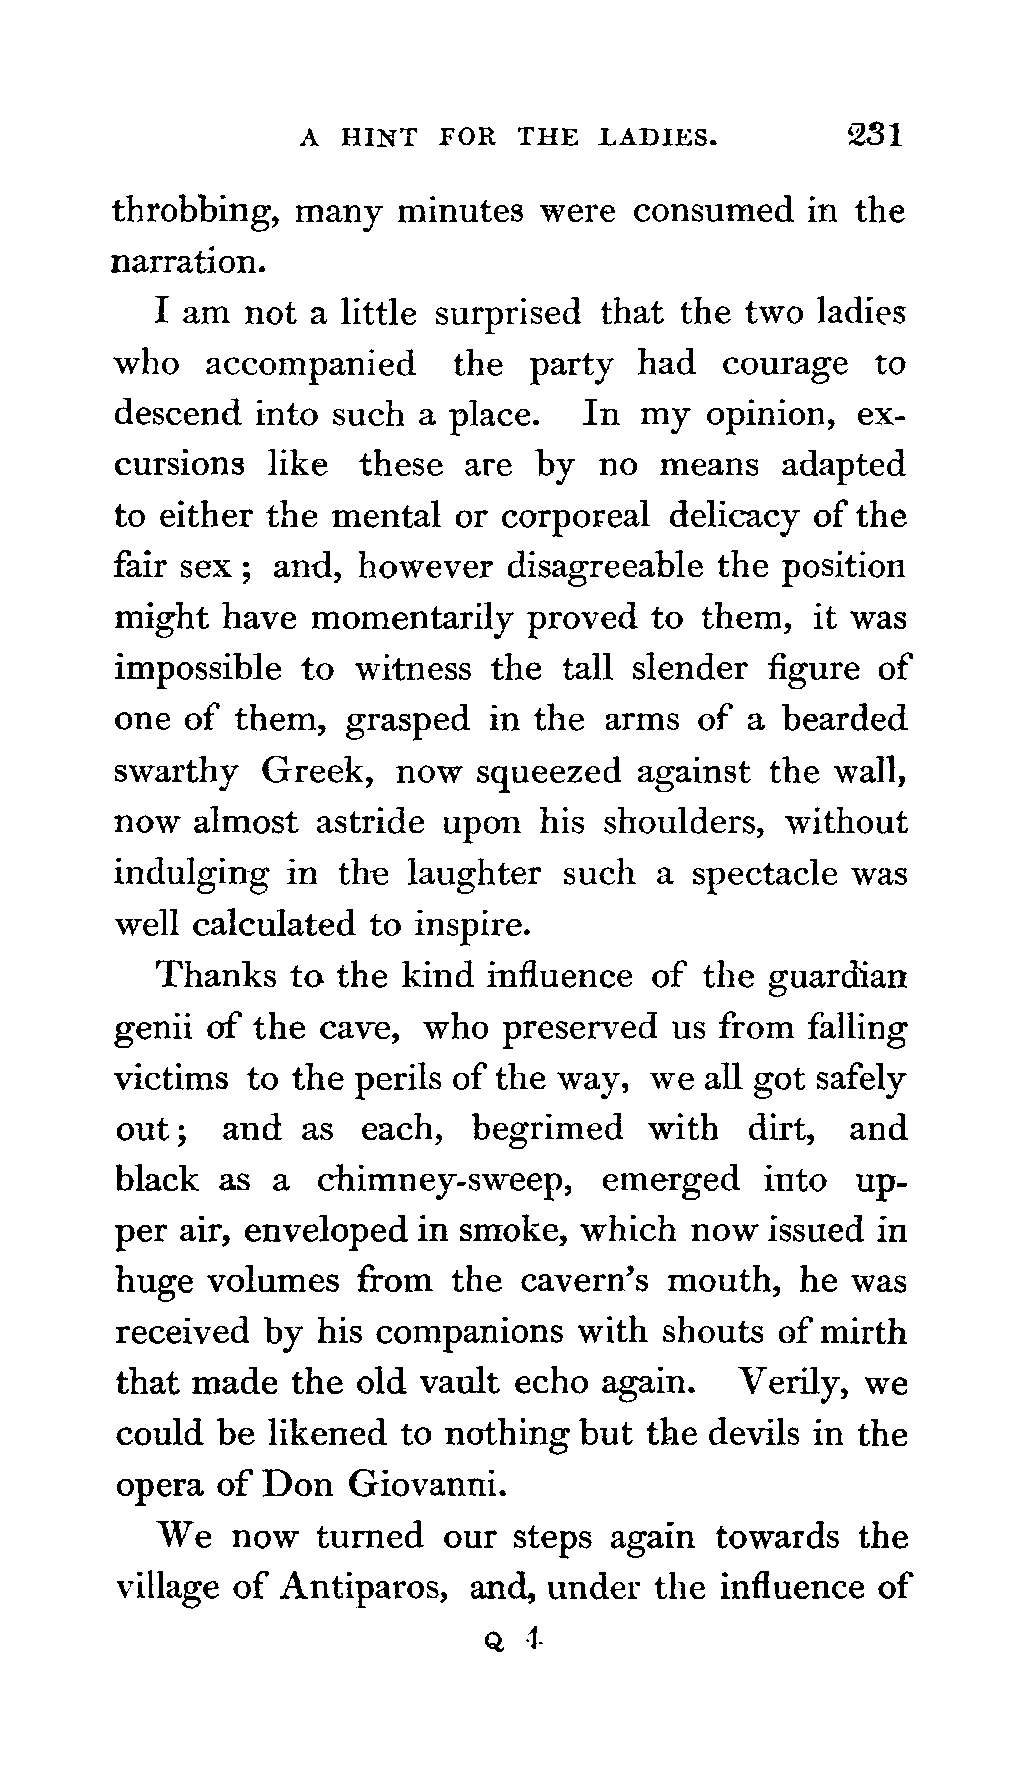 A HINT FOR THE LADIES. 231
throbbing, many minutes were consumed in the
narration.
I am not a little surprised that the two ladies
who accompanied the party had courage to
descend into such a place. In my opinion, ex-
cursions like these are by no means adapted
to either the mental or corporeal delicacy of the
fair sex ; and, however disagreeable the position
might have momentarily proved to them, it was
impossible to witness the tall slender figure of
one of them, grasped in the arms of a bearded
swarthy Greek, now squeezed against the wall,
now almost astride upon his shoulders, without
indulging in the laughter such a spectacle was
well calculated to inspire.
Thanks to the kind influence of the guardian
genii of the cave, who preserved us from falling
victims to the perils of the way, we all got safely
out ; and as each, begrimed with dirt, and
black as a chimney-sweep, emerged into up-
per air, enveloped in smoke, which now issued in
huge volumes from the cavern's mouth, he was
received by his companions with shouts of mirth
that made the old vault echo again. Verily, we
could be likened to nothing but the devils in the
opera of Don Giovanni.
We now turned our steps again towards the
village of Antiparos, and, under the influence of
Q 4